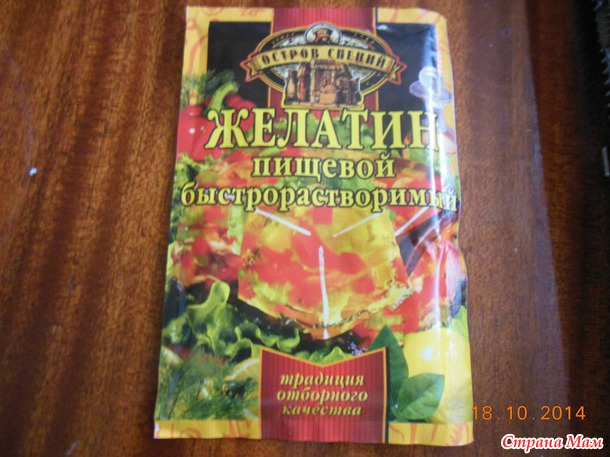 ОСТРОВ СПЕЦИЙ
ЖЕЛАТИН
пищевой
быстрорастворимый
традиция
отборного
качества
18.10.2014
Страна Мам